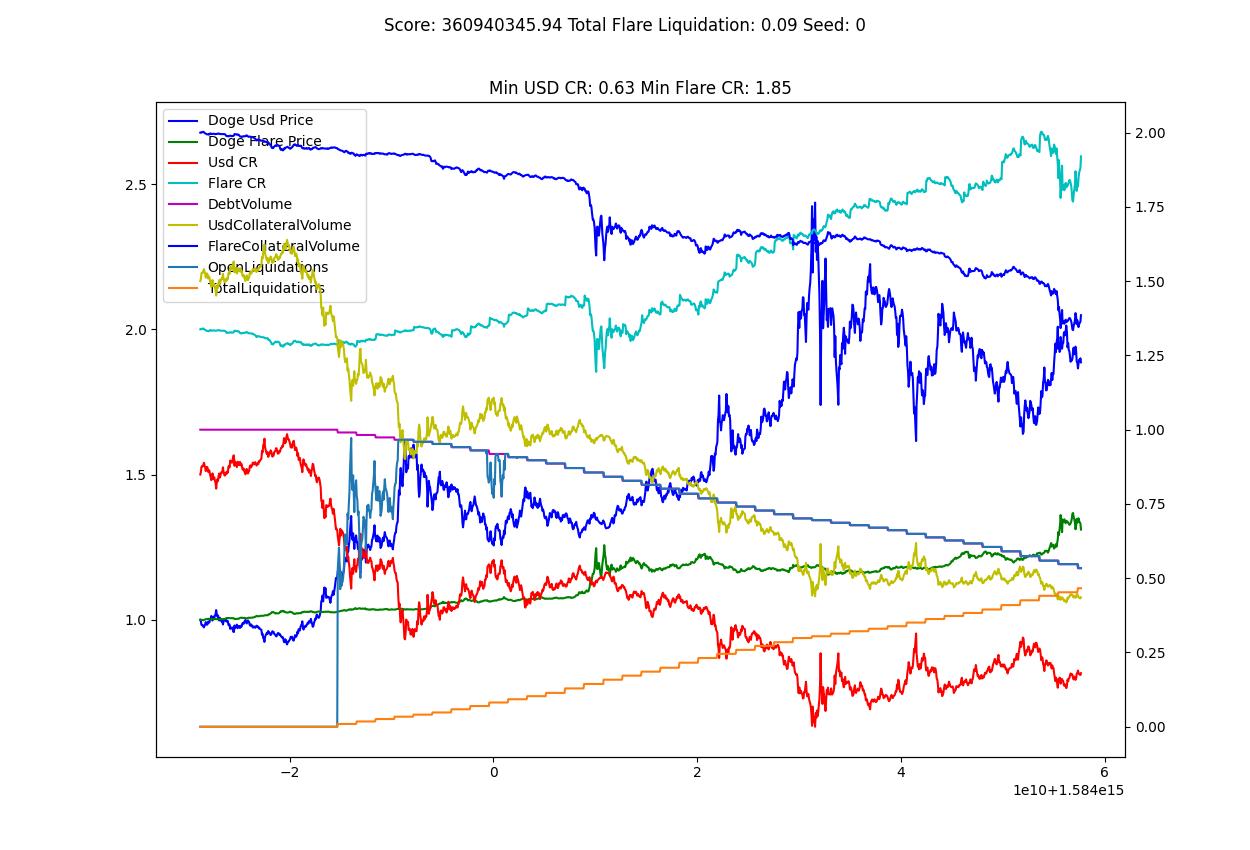 Score: 360940345.94 Total Flare Liquidation: 0.09 Seed: 0
Min USD CR: 0.63 Min Flare CR: 1.85
Doge Usd Price
Doge Flare Price
Usd CR
Flare CR
DebtVolume
UsdCollateralVolume
FlareCollateralVolume
OpenLiquidations
TotalLiquidations
2.5
2.0
1.5
1.0
2.00
1.75
1.50
1.25
1.00
0.75
0.50
0.25
0.00
−2
0
2
4
6
1e10+1.584e15